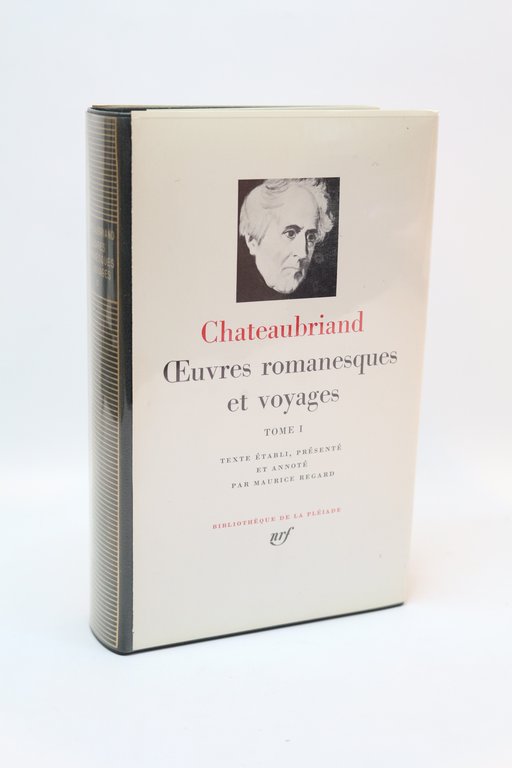 Chateaubriand
Œuvres romanesques
et voyages
TOME I
TEXTE ÉTABLI, PRÉSENTÉ
ET ANNOTÉ
PAR MAURICE REGARD
BIBLIOTHÈQUE DE LA PLÉIADE
nrf